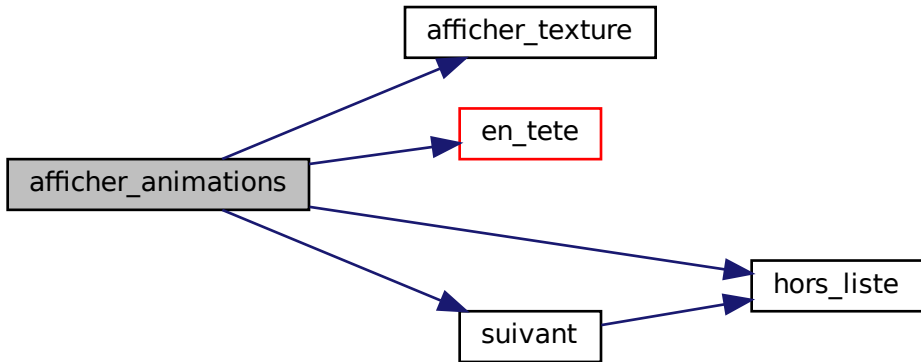 afficher_texture
en_tete
afficher_animations
hors_liste
suivant